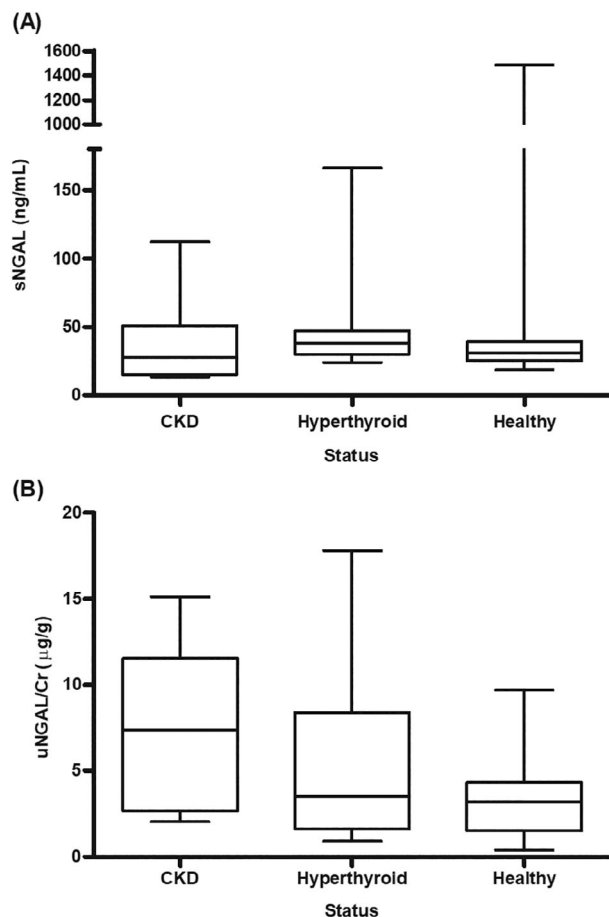 (A)
1600
1400
1200
1000
150
100
50
0
sNGAL (ng/mL)
CKD Hyperthyroid Healthy
Status
(B)
20
15
10
5
0
uNGAL/Cr (µg/g)
CKD Hyperthyroid Healthy
Status